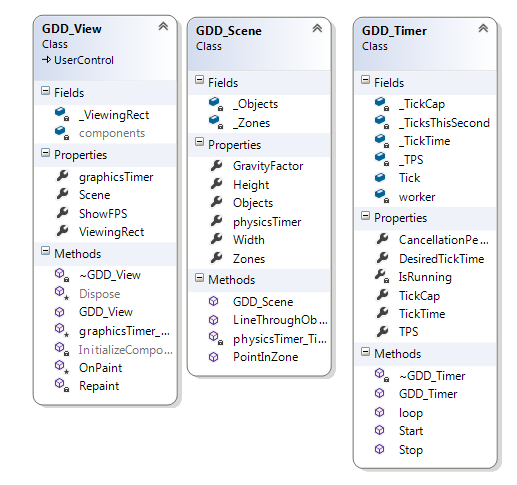 GDD_View
Class
UserControl
Fields
_ViewingRect
components
Properties
graphicsTimer
Scene
ShowFPS
ViewingRect
Methods
~GDD_View
Dispose
GDD_View
graphicsTimer_...
InitializeCompo...
OnPaint
Repaint
GDD_Scene
Class
Fields
_Objects
_Zones
Properties
GravityFactor
Height
Objects
physicsTimer
Width
Zones
Methods
GDD_Scene
LineThroughOb...
physicsTimer_Ti...
PointInZone
GDD_Timer
Class
Fields
_TickCap
_TicksThisSecond
_TickTime
_TPS
Tick
worker
Properties
CancellationPe...
DesiredTickTime
IsRunning
TickCap
TickTime
TPS
Methods
~GDD_Timer
GDD_Timer
loop
Start
Stop